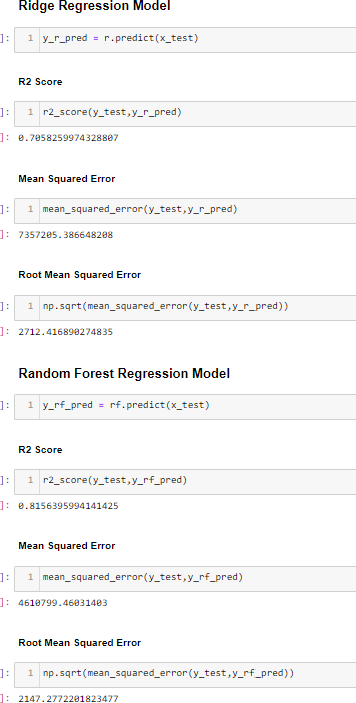 Ridge Regression Model
]: 1 y_r_pred = r.predict(x_test)
R2 Score
]: 1 r2_score(y_test,y_r_pred)
]: 0.7058259974328807
Mean Squared Error
]: 1 mean_squared_error(y_test,y_r_pred)
]: 7357205.386648208
Root Mean Squared Error
]: 1 np.sqrt(mean_squared_error(y_test,y_r_pred))
]: 2712.416890274835
Random Forest Regression Model
]: 1 y_rf_pred = rf.predict(x_test)
R2 Score
]: 1 r2_score(y_test,y_rf_pred)
]: 0.8156395994141425
Mean Squared Error
]: 1 mean_squared_error(y_test,y_rf_pred)
]: 4610799.46031403
Root Mean Squared Error
]: 1 np.sqrt(mean_squared_error(y_test,y_rf_pred))
]: 2147.2772201823477